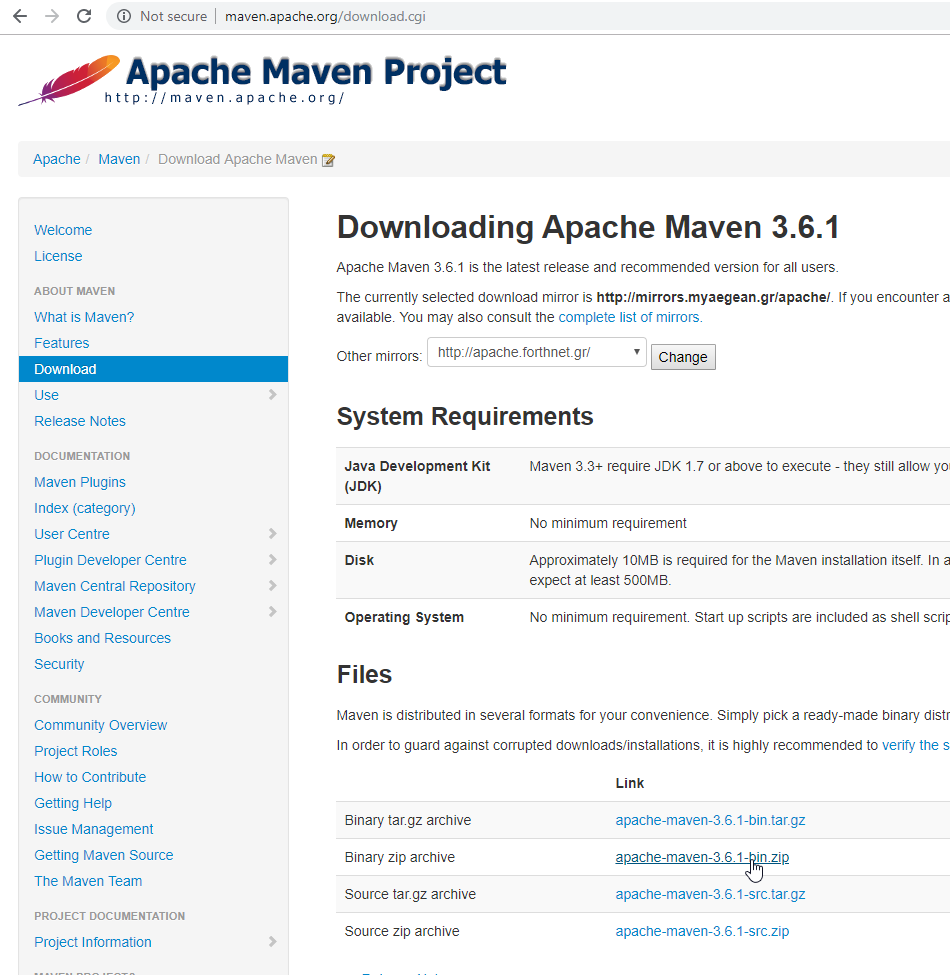 Not secure | maven.apache.org/download.cgi
Apache Maven Project
http://maven.apache.org/
Apache / Maven / Download Apache Maven
Welcome
License
ABOUT MAVEN
What is Maven?
Features
Download
Use
Release Notes
DOCUMENTATION
Maven Plugins
Index (category)
User Centre
Plugin Developer Centre
Maven Central Repository
Maven Developer Centre
Books and Resources
Security
COMMUNITY
Community Overview
Project Roles
How to Contribute
Getting Help
Issue Management
Getting Maven Source
The Maven Team
PROJECT DOCUMENTATION
Project Information
Downloading Apache Maven 3.6.1
Apache Maven 3.6.1 is the latest release and recommended version for all users.
The currently selected download mirror is http://mirrors.myaegean.gr/apache/. If you encounter a
available. You may also consult the complete list of mirrors.
Other mirrors: http://apache.forthnet.gr/ Change
System Requirements
Java Development Kit Maven 3.3+ require JDK 1.7 or above to execute - they still allow yo
(JDK)
Memory No minimum requirement
Disk Approximately 10MB is required for the Maven installation itself. In a
expect at least 500MB.
Operating System No minimum requirement. Start up scripts are included as shell scrip
Files
Maven is distributed in several formats for your convenience. Simply pick a ready-made binary distr
In order to guard against corrupted downloads/installations, it is highly recommended to verify the s
Link
Binary tar.gz archive apache-maven-3.6.1-bin.tar.gz
Binary zip archive apache-maven-3.6.1-bin.zip
Source tar.gz archive apache-maven-3.6.1-src.tar.gz
Source zip archive apache-maven-3.6.1-src.zip